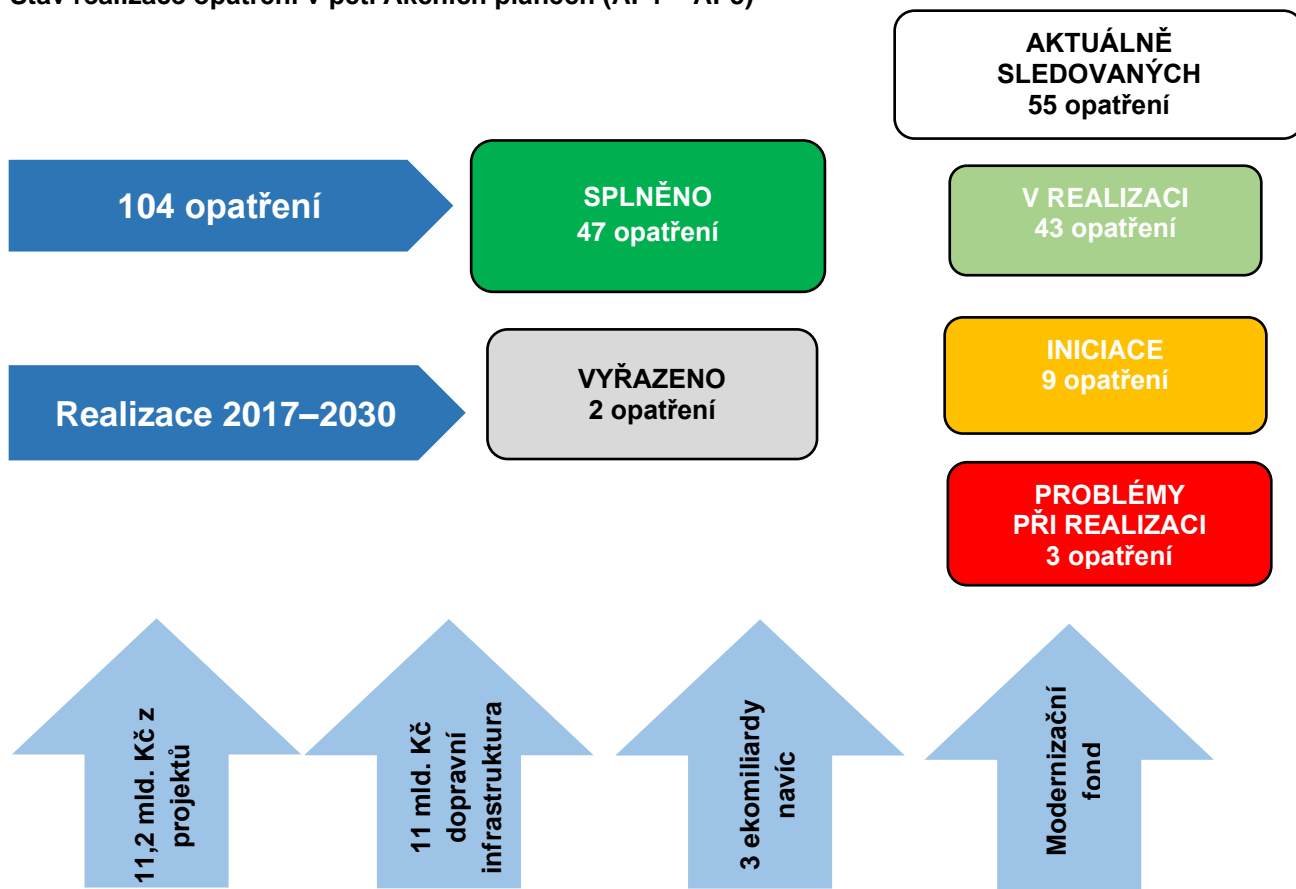 AKTUÁLNĚ
SLEDOVANÝCH
55 opatření
104 opatření
SPLNĚNO
47 opatření
V REALIZACI
43 opatření
Realizace 2017–2030
VYŘAZENO
2 opatření
INICIACE
9 opatření
PROBLÉMY
PŘI REALIZACI
3 opatření
11,2 mld. Kč z
projektů
11 mld. Kč
dopravní
infrastruktura
3 ekomiliardy
navíc
Modernizační
fond